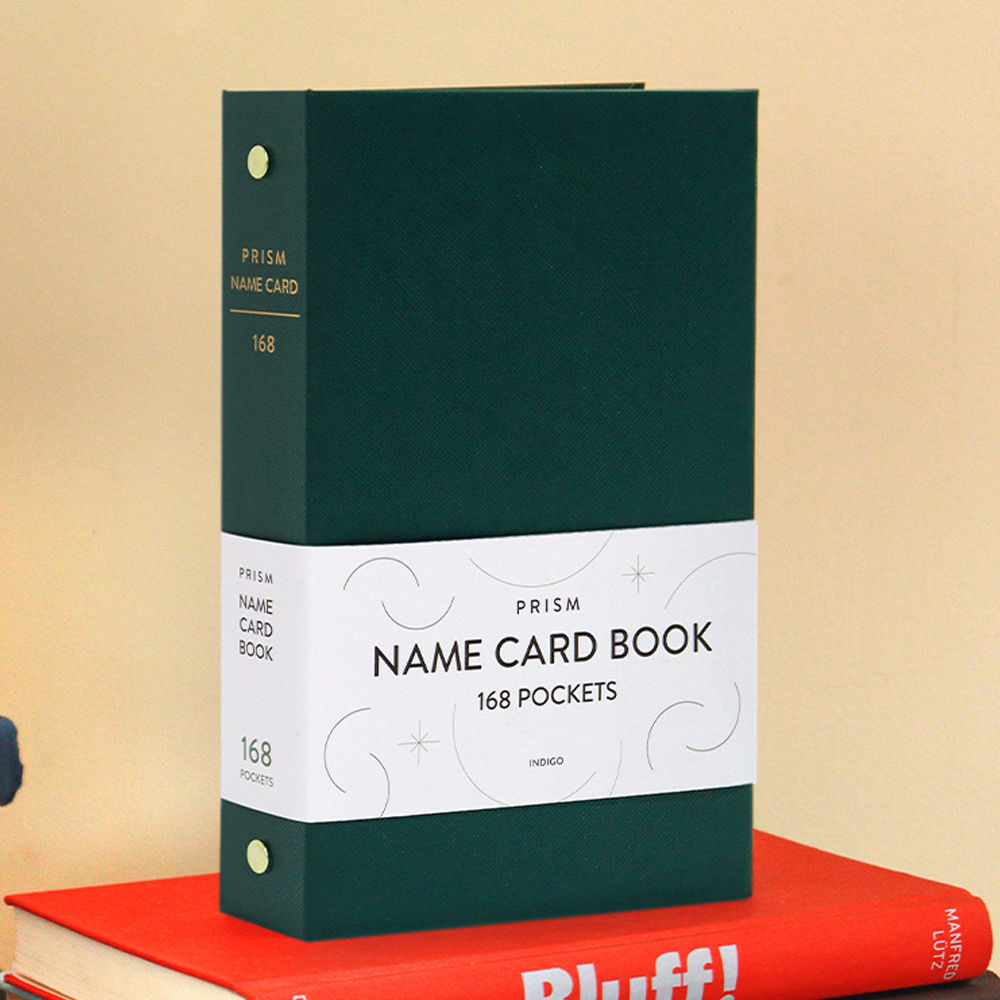 PRISM
NAME CARD
168
PRISM
NAME
CARD
BOOK
168
POCKETS
PRISM
NAME CARD BOOK
168 POCKETS
INDIGO
Bluff!
MANFRED
LÜTZ